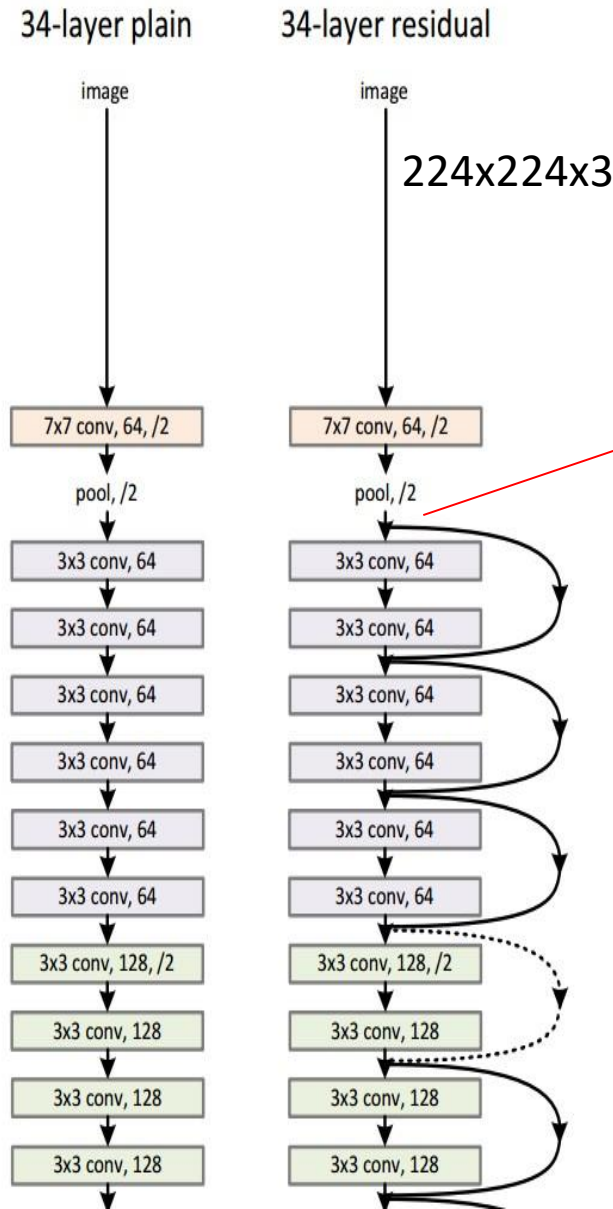 34-layer plain
34-layer residual
image
image
224x224x3
7x7 conv, 64, /2
7x7 conv, 64, /2
pool, /2
pool, /2
3x3 conv, 64
3x3 conv, 64
3x3 conv, 64
3x3 conv, 64
3x3 conv, 64
3x3 conv, 64
3x3 conv, 64
3x3 conv, 64
3x3 conv, 64
3x3 conv, 64
3x3 conv, 64
3x3 conv, 64
3x3 conv, 128, /2
3x3 conv, 128, /2
3x3 conv, 128
3x3 conv, 128
3x3 conv, 128
3x3 conv, 128
3x3 conv, 128
3x3 conv, 128